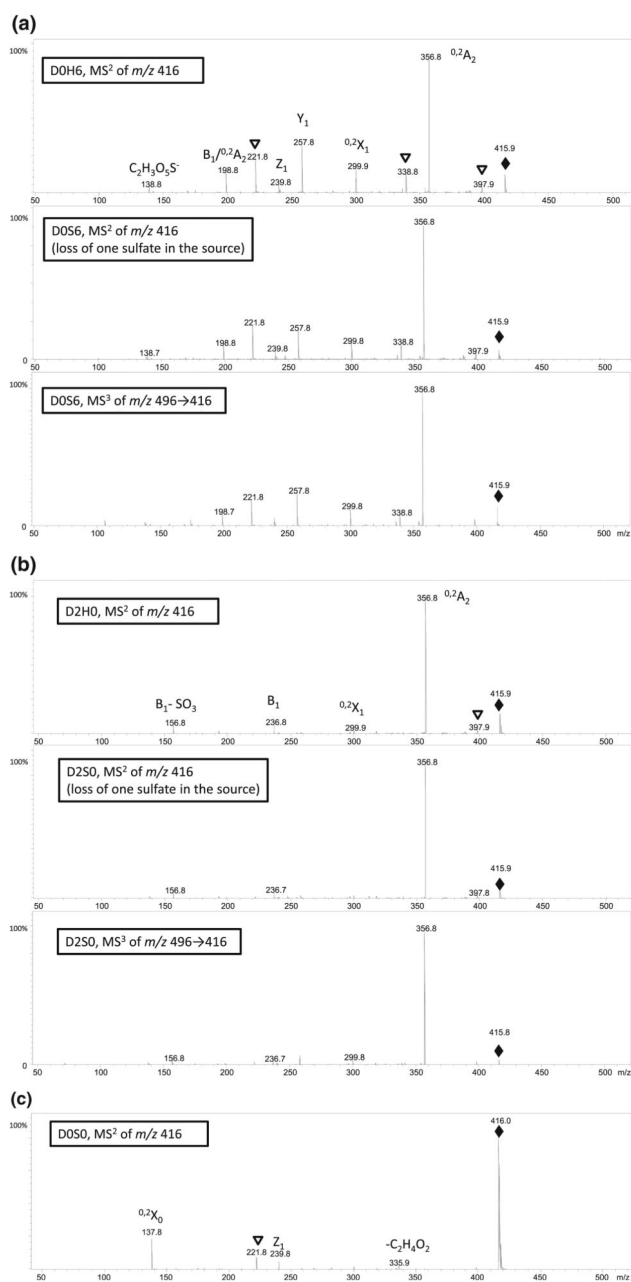 (a)
100%
D0H6, MS² of m/z 416
C₂H₃O₅S⁻
138.8
B₁/⁰,²A₂
198.8
221.8
Z₁
239.8
Y₁
257.8
⁰,²X₁
299.9
338.8
356.8
⁰,²A₂
397.9
415.9
50 100 150 200 250 300 350 400 450 500
100%
D0S6, MS² of m/z 416
(loss of one sulfate in the source)
0
138.7
198.8
221.8
239.8
257.8
299.8
338.8
356.8
397.9
415.9
50 100 150 200 250 300 350 400 450 500
100%
D0S6, MS³ of m/z 496→416
0
198.7
221.8
257.8
299.8
338.8
356.8
415.9
50 100 150 200 250 300 350 400 450 500 m/z
(b)
100%
D2H0, MS² of m/z 416
B₁- SO₃
156.8
B₁
236.8
⁰,²X₁
299.9
356.8
⁰,²A₂
397.9
415.9
50 100 150 200 250 300 350 400 450 500
100%
D2S0, MS² of m/z 416
(loss of one sulfate in the source)
0
156.8
236.7
356.8
397.8
415.9
50 100 150 200 250 300 350 400 450 500
100%
D2S0, MS³ of m/z 496→416
0
156.8
236.7
299.8
356.8
415.8
50 100 150 200 250 300 350 400 450 500 m/z
(c)
100%
D0S0, MS² of m/z 416
0
⁰,²X₀
137.8
221.8
Z₁
239.8
-C₂H₄O₂
335.9
416.0
50 100 150 200 250 300 350 400 450 500 m/z